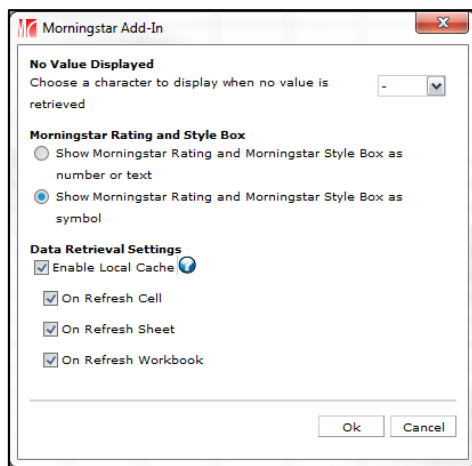 Morningstar Add-In
No Value Displayed
Choose a character to display when no value is
retrieved
-
Morningstar Rating and Style Box
Show Morningstar Rating and Morningstar Style Box as
number or text
Show Morningstar Rating and Morningstar Style Box as
symbol
Data Retrieval Settings
Enable Local Cache ?
On Refresh Cell
On Refresh Sheet
On Refresh Workbook
Ok Cancel